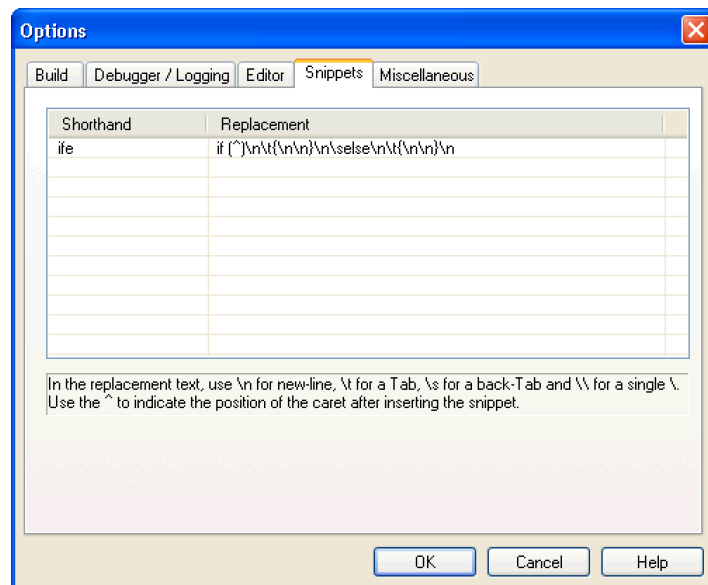 Options
Build Debugger / Logging Editor Snippets Miscellaneous
Shorthand Replacement
ife if (^)\n\t{\n\n}\n\selse\n\t{\n\n}\n
In the replacement text, use \n for new-line, \t for a Tab, \s for a back-Tab and \\ for a single \.
Use the ^ to indicate the position of the caret after inserting the snippet.
OK Cancel Help